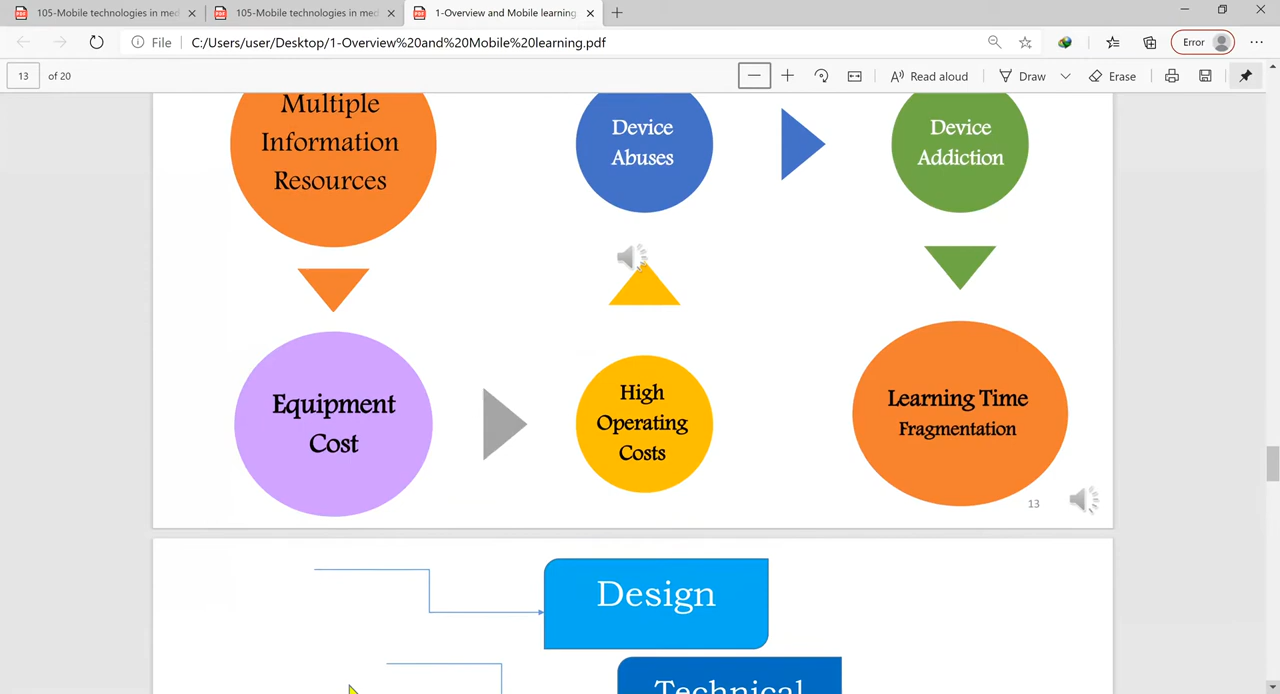 105-Mobile technologies in med
105-Mobile technologies in med
1-Overview and Mobile learning
File
C:/Users/user/Desktop/1-Overview%20and%20Mobile%20learning.pdf
Error
13
of 20
Read aloud
Draw
Erase
Multiple
Information
Resources
Device
Abuses
Device
Addiction
Equipment
Cost
High
Operating
Costs
Learning Time
Fragmentation
13
Design
Technical